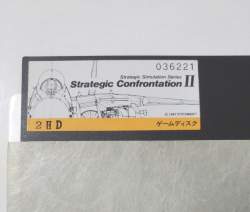 036221
Strategic Simulation Series
Strategic Confrontation II
2HD
ゲームディスク